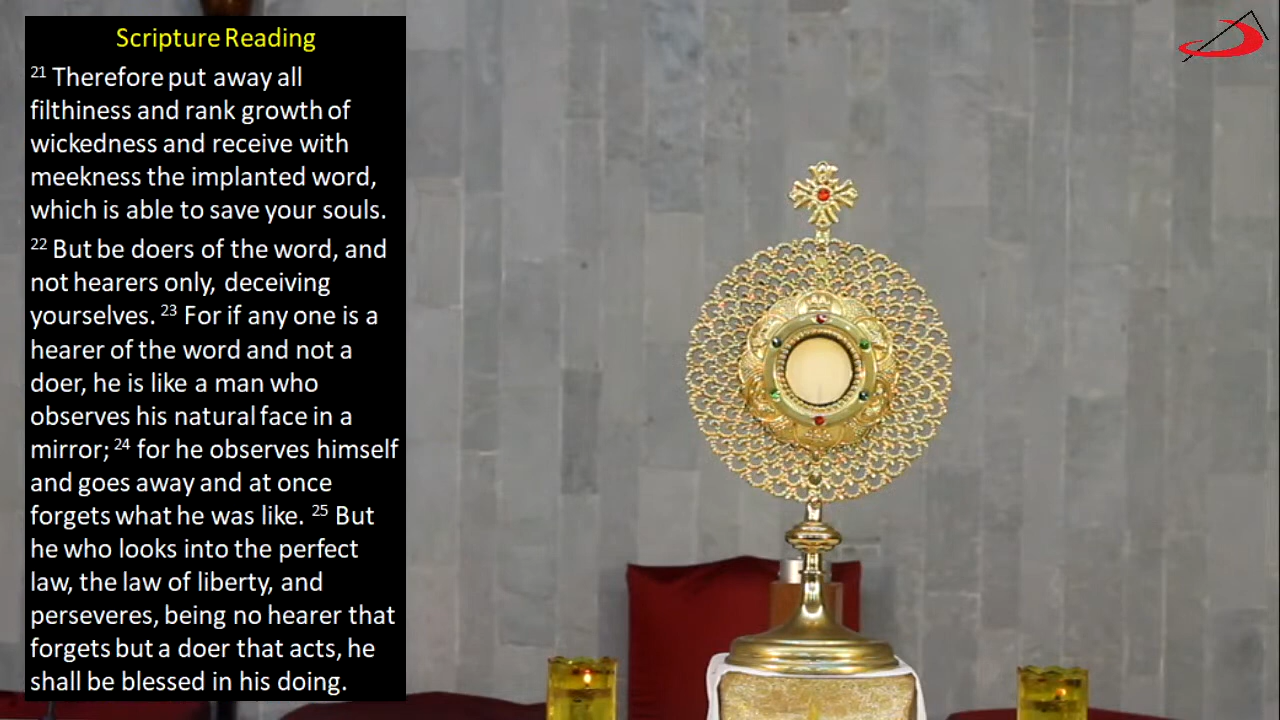 Scripture Reading
21 Therefore put away all
filthiness and rank growth of
wickedness and receive with
meekness the implanted word,
which is able to save your souls.
22 But be doers of the word, and
not hearers only, deceiving
yourselves. 23 For if any one is a
hearer of the word and not a
doer, he is like a man who
observes his natural face in a
mirror; 24 for he observes himself
and goes away and at once
forgets what he was like. 25 But
he who looks into the perfect
law, the law of liberty, and
perseveres, being no hearer that
forgets but a doer that acts, he
shall be blessed in his doing.